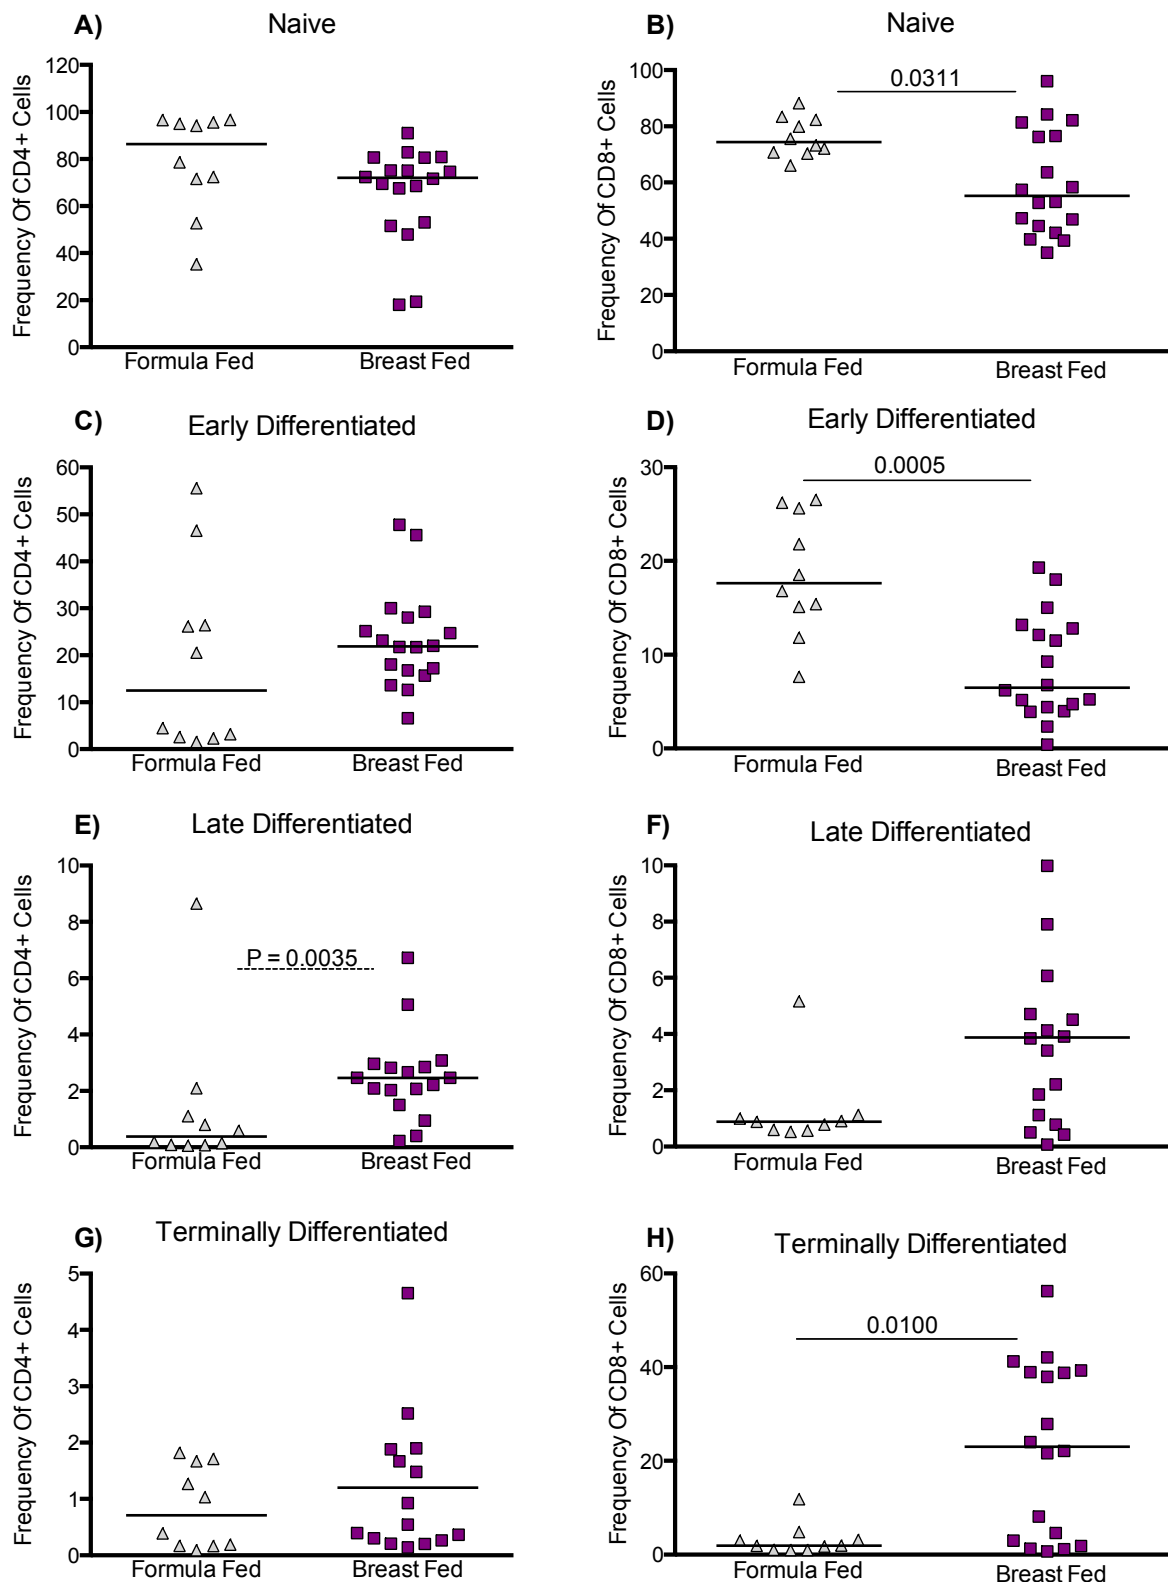 A)
Naive
Frequency Of CD4+ Cells
120
100
80
60
40
20
0
Formula Fed
Breast Fed
B)
Naive
Frequency Of CD8+ Cells
100
80
60
40
20
0
0.0311
Formula Fed
Breast Fed
C)
Early Differentiated
Frequency Of CD4+ Cells
60
50
40
30
20
10
0
Formula Fed
Breast Fed
D)
Early Differentiated
Frequency Of CD8+ Cells
30
20
10
0
0.0005
Formula Fed
Breast Fed
E)
Late Differentiated
Frequency Of CD4+ Cells
10
8
6
4
2
0
P = 0.0035
Formula Fed
Breast Fed
F)
Late Differentiated
Frequency Of CD8+ Cells
10
8
6
4
2
0
Formula Fed
Breast Fed
G)
Terminally Differentiated
Frequency Of CD4+ Cells
5
4
3
2
1
0
Formula Fed
Breast Fed
H)
Terminally Differentiated
Frequency Of CD8+ Cells
60
40
20
0
0.0100
Formula Fed
Breast Fed